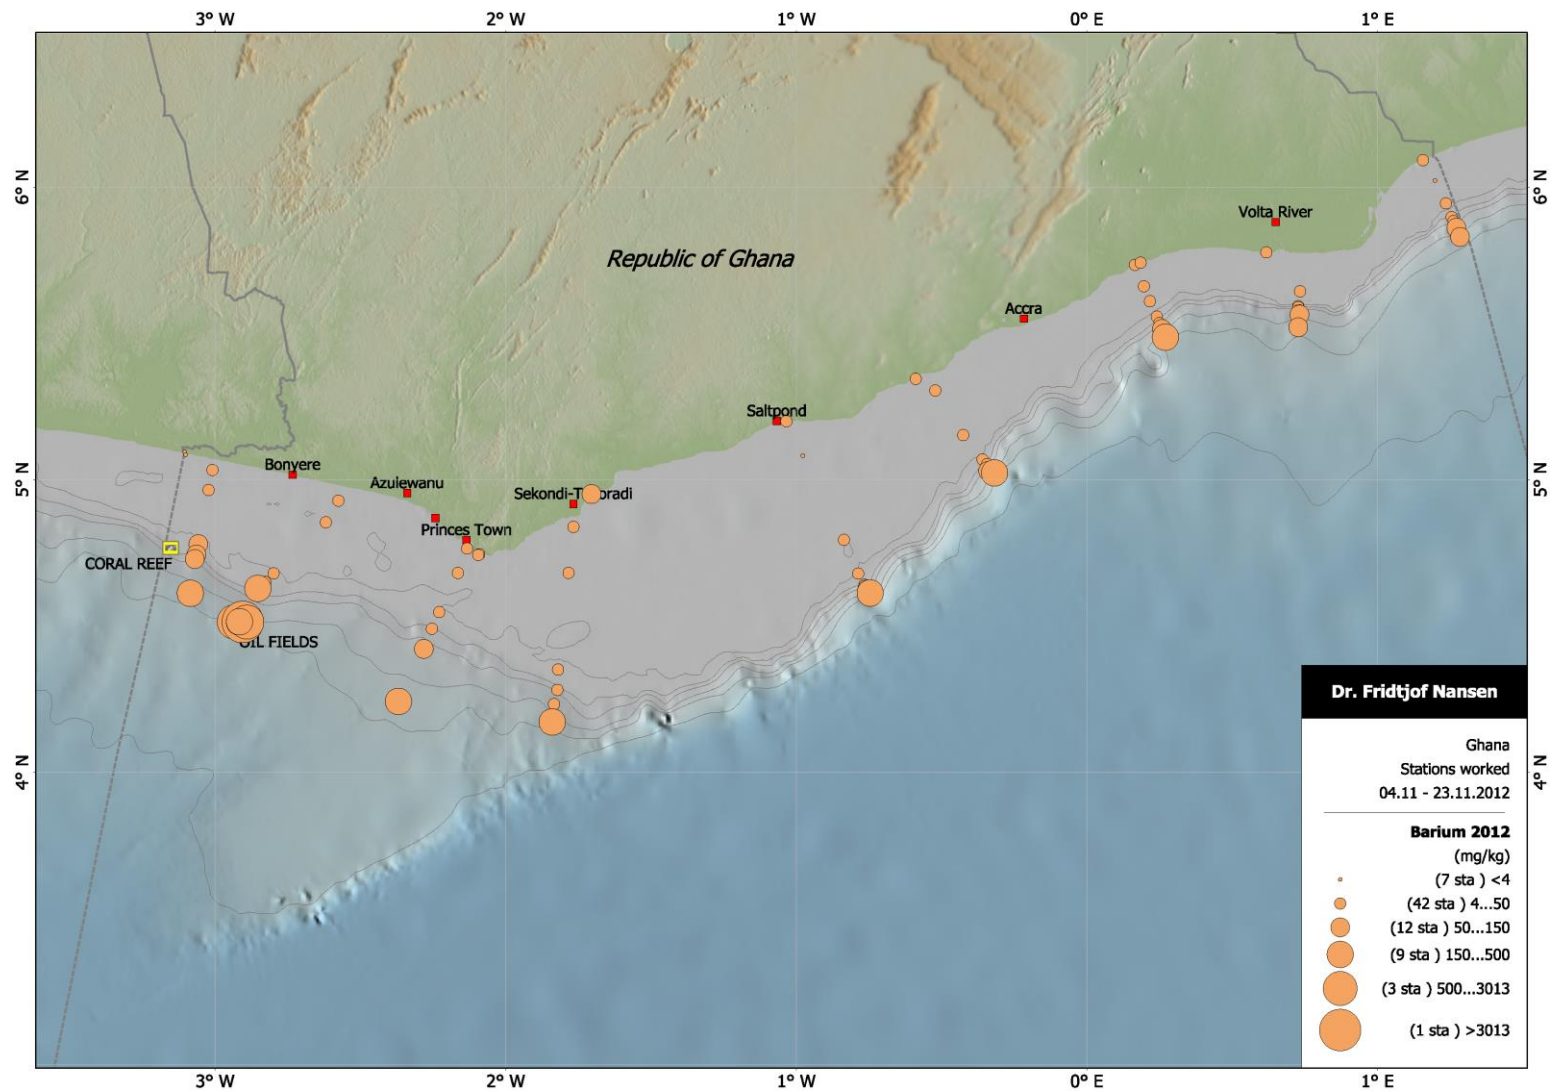 3° W
2° W
1° W
0° E
1° E
6° N
6° N
Volta River
Republic of Ghana
Accra
Saltpond
5° N
5° N
Bonyere
Azulewanu
Sekondi-Takoradi
Princes Town
CORAL REEF
OIL FIELDS
4° N
4° N
Dr. Fridtjof Nansen
Ghana
Stations worked
04.11 - 23.11.2012
Barium 2012
(mg/kg)
(7 sta ) <4
(42 sta ) 4...50
(12 sta ) 50...150
(9 sta ) 150...500
(3 sta ) 500...3013
(1 sta ) >3013
3° W
2° W
1° W
0° E
1° E